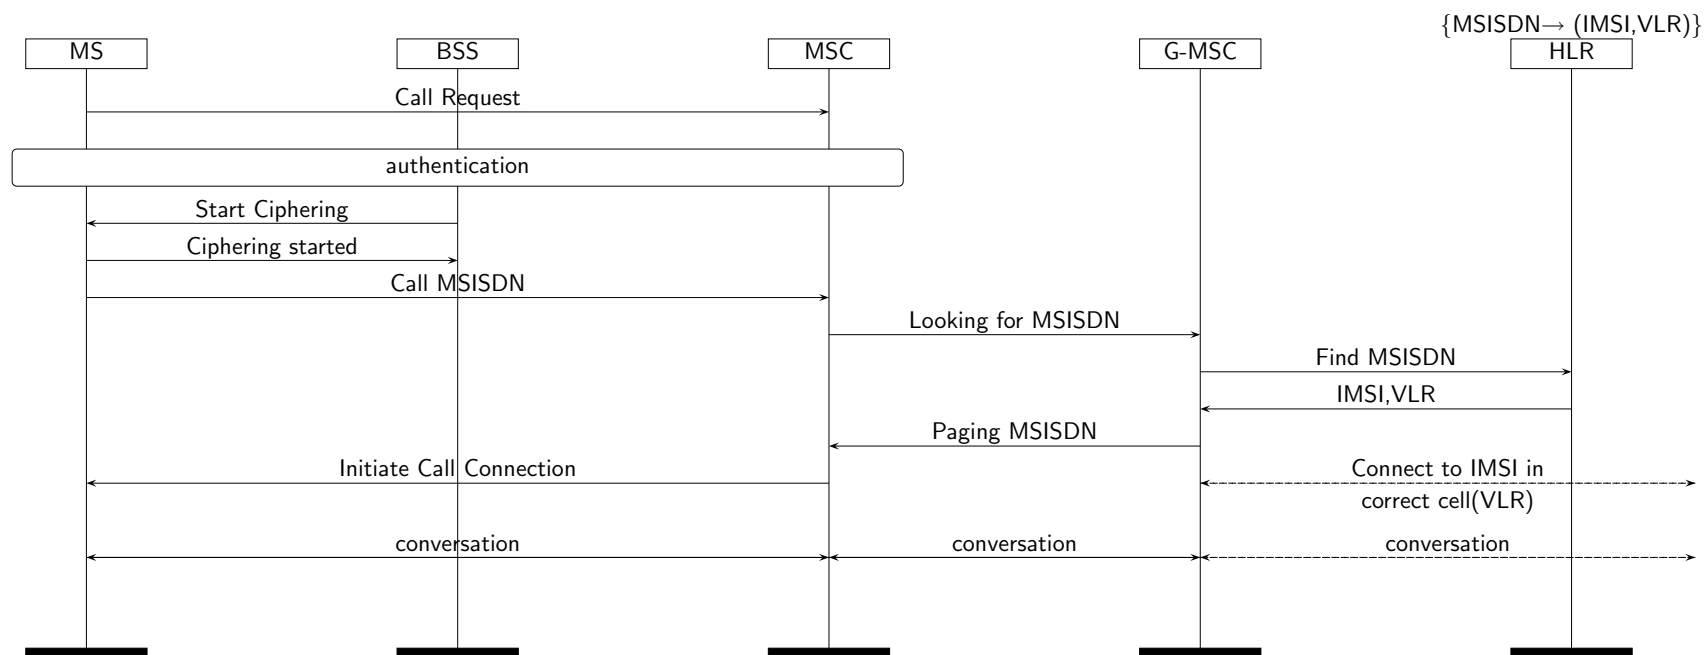 {MSISDN→ (IMSI,VLR)}
MS
BSS
MSC
G-MSC
HLR
Call Request
authentication
Start Ciphering
Ciphering started
Call MSISDN
Looking for MSISDN
Find MSISDN
IMSI,VLR
Paging MSISDN
Initiate Call Connection
Connect to IMSI in
correct cell(VLR)
conversation
conversation
conversation